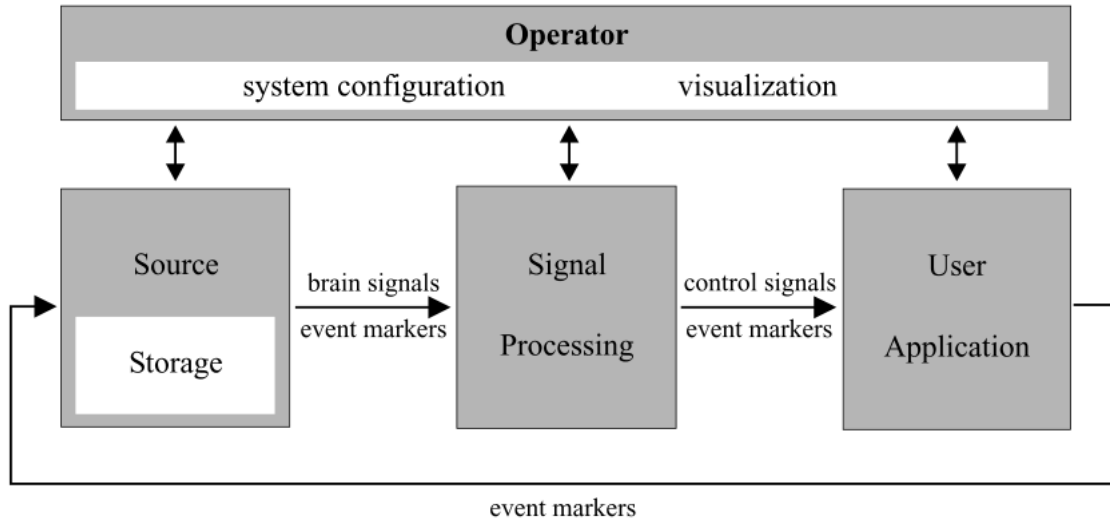 Operator
system configuration visualization
Source
Storage
brain signals
event markers
Signal
Processing
control signals
event markers
User
Application
event markers